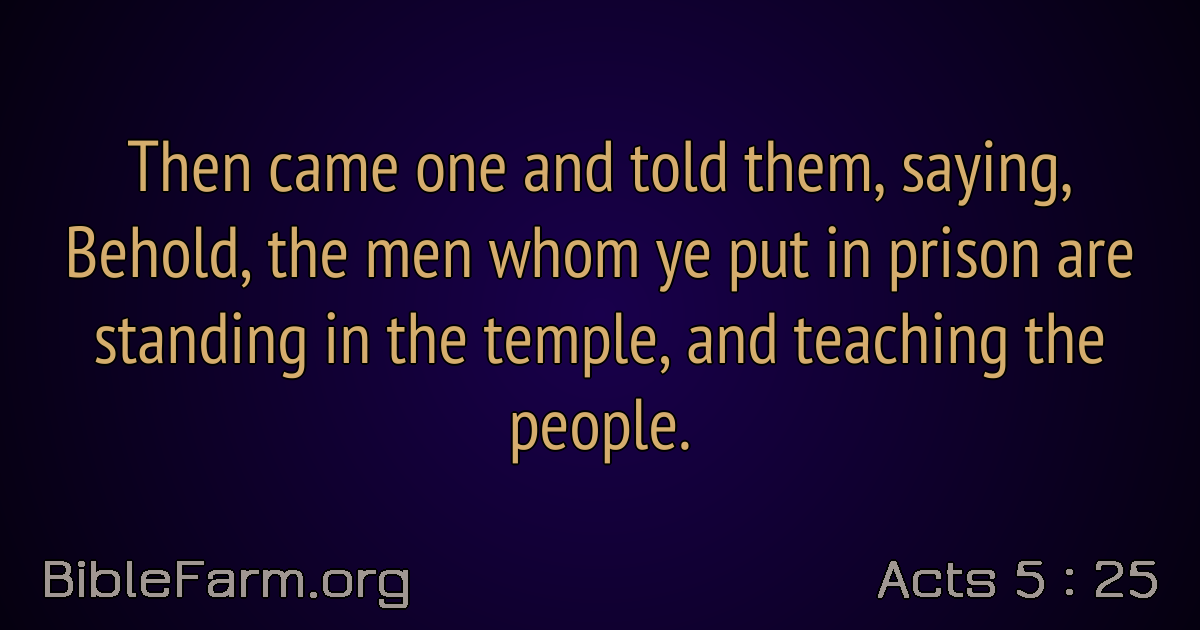 Then came one and told them, saying,
Behold, the men whom ye put in prison are
standing in the temple, and teaching the
people.
BibleFarm.org
Acts 5 : 25